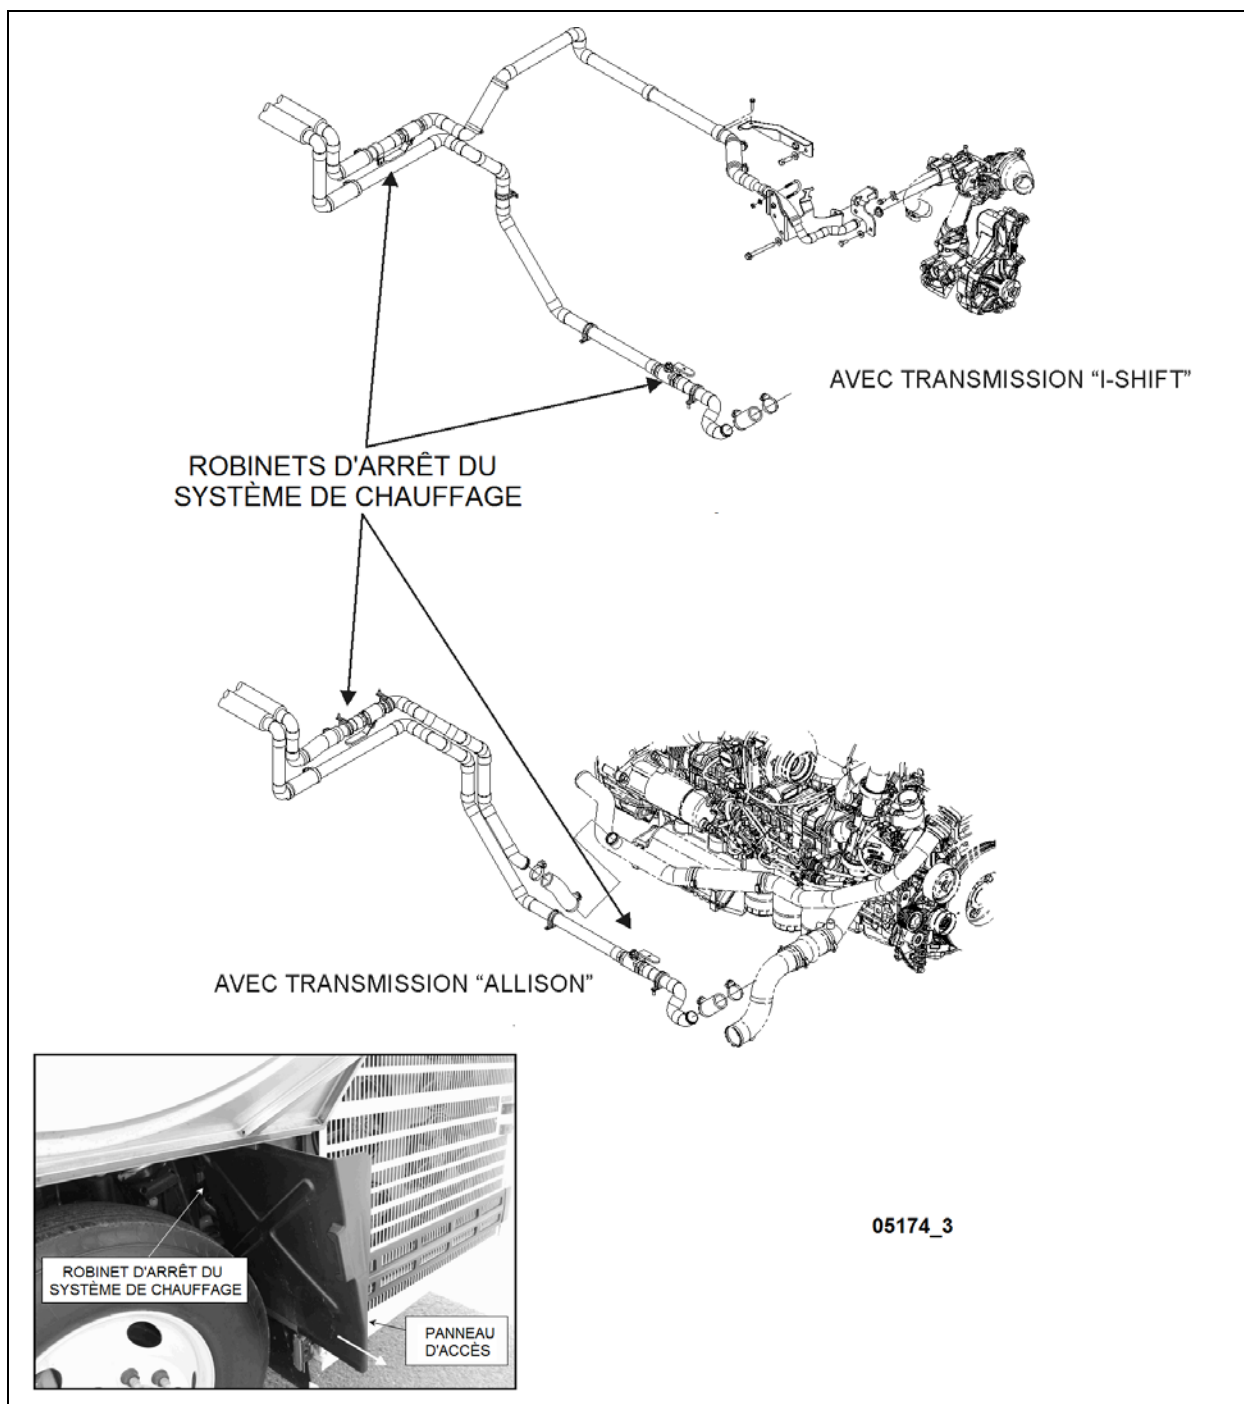 AVEC TRANSMISSION “I-SHIFT”
ROBINETS D'ARRÊT DU
SYSTÈME DE CHAUFFAGE
AVEC TRANSMISSION “ALLISON”
05174_3
ROBINET D'ARRÊT DU
SYSTÈME DE CHAUFFAGE
PANNEAU
D'ACCÈS